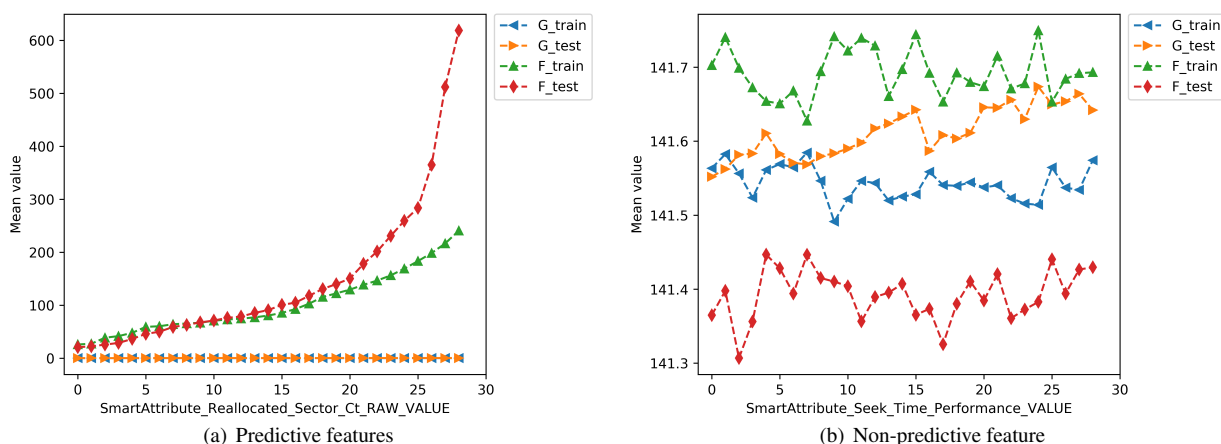 600
500
400
300
200
100
0
Mean value
0 5 10 15 20 25 30
SmartAttribute_Reallocated_Sector_Ct_RAW_VALUE
G_train
G_test
F_train
F_test
(a) Predictive features
141.7
141.6
141.5
141.4
141.3
Mean value
0 5 10 15 20 25 30
SmartAttribute_Seek_Time_Performance_VALUE
G_train
G_test
F_train
F_test
(b) Non-predictive feature